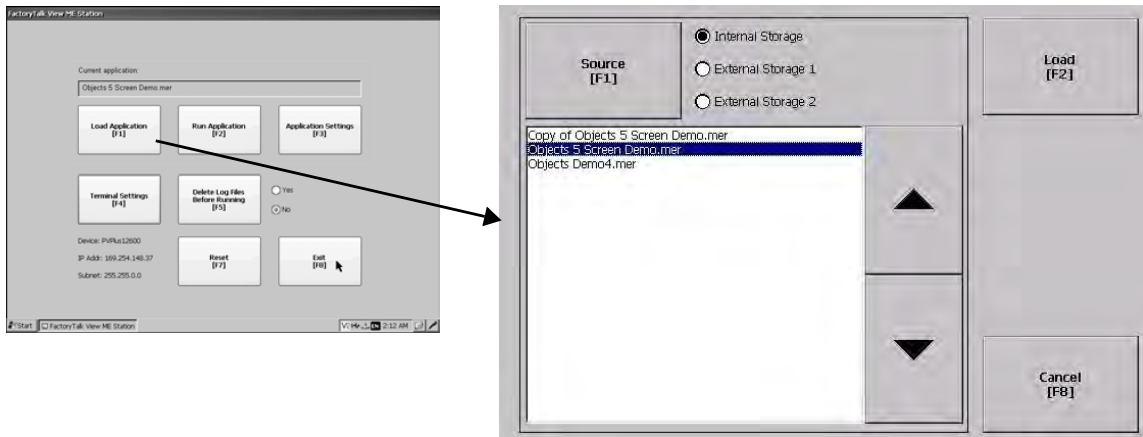 FactoryTalk View ME Station
Current application:
Objects 5 Screen Demo.mer
Load Application
[F1]
Run Application
[F2]
Application Settings
[F3]
Terminal Settings
[F4]
Delete Log Files
Before Running
[F5]
Yes
No
Device: PVPlus12600
IP Addr: 169.254.148.37
Subnet: 255.255.0.0
Reset
[F7]
Exit
[F8]
Start
FactoryTalk View ME Station
EN
2:12 AM
Source
[F1]
Internal Storage
External Storage 1
External Storage 2
Load
[F2]
Copy of Objects 5 Screen Demo.mer
Objects 5 Screen Demo.mer
Objects Demo4.mer
Cancel
[F8]